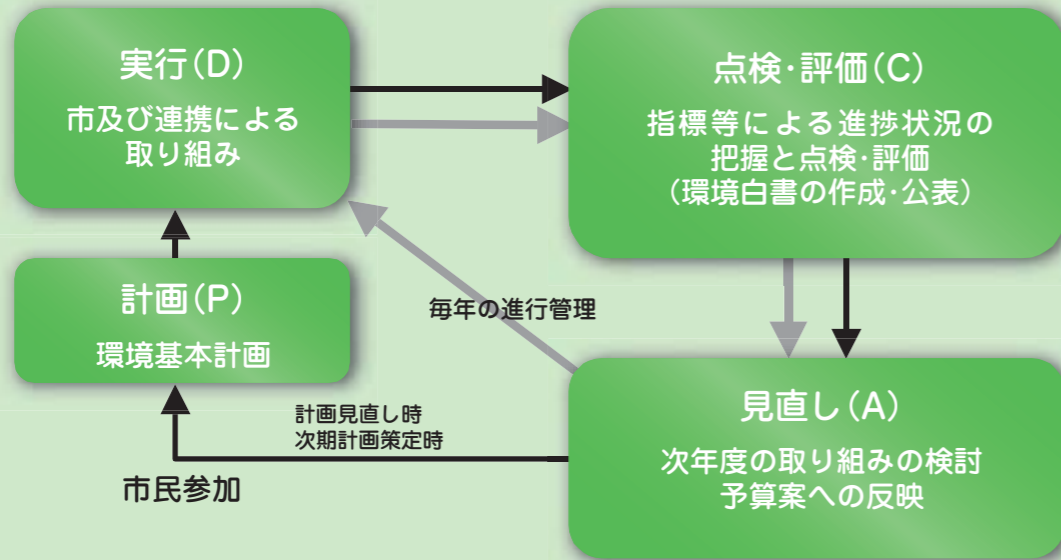 実行(D)
市及び連携による
取り組み
点検・評価(C)
指標等による進捗状況の
把握と点検・評価
(環境白書の作成・公表)
計画(P)
環境基本計画
毎年の進行管理
見直し(A)
次年度の取り組みの検討
予算案への反映
計画見直し時
次期計画策定時
市民参加